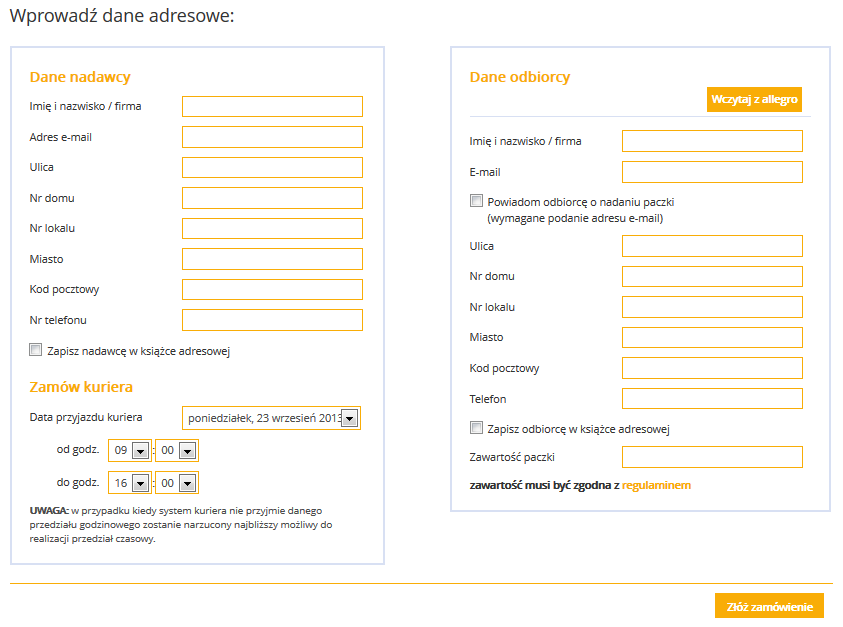 Wprowadź dane adresowe:
Dane nadawcy
Imię i nazwisko / firma
Adres e-mail
Ulica
Nr domu
Nr lokalu
Miasto
Kod pocztowy
Nr telefonu
Zapisz nadawcę w książce adresowej
Zamów kuriera
Data przyjazdu kuriera
poniedziałek, 23 wrzesień 2013
od godz. 09 : 00
do godz. 16 : 00
UWAGA: w przypadku kiedy system kuriera nie przyjmie danego
przedziału godzinowego zostanie narzucony najbliższy możliwy do
realizacji przedział czasowy.
Dane odbiorcy
Wczytaj z allegro
Imię i nazwisko / firma
E-mail
Powiadom odbiorcę o nadaniu paczki
(wymagane podanie adresu e-mail)
Ulica
Nr domu
Nr lokalu
Miasto
Kod pocztowy
Telefon
Zapisz odbiorcę w książce adresowej
Zawartość paczki
zawartość musi być zgodna z regulaminem
Złóż zamówienie